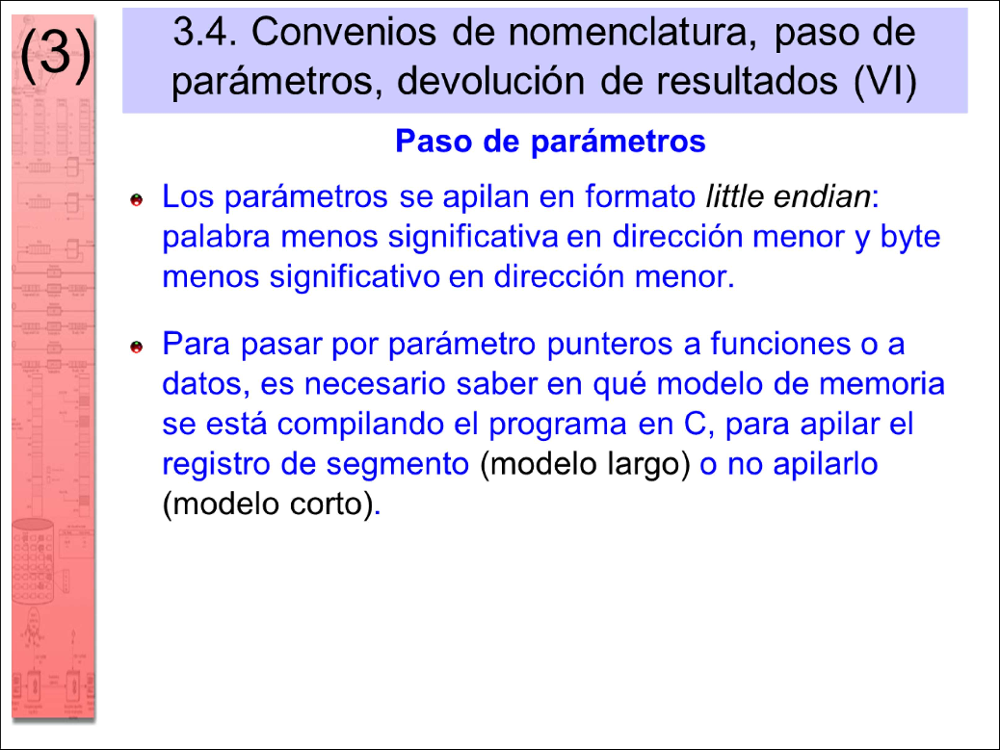 (3)
3.4. Convenios de nomenclatura, paso de
parámetros, devolución de resultados (VI)
Paso de parámetros
Los parámetros se apilan en formato little endian:
palabra menos significativa en dirección menor y byte
menos significativo en dirección menor.
Para pasar por parámetro punteros a funciones o a
datos, es necesario saber en qué modelo de memoria
se está compilando el programa en C, para apilar el
registro de segmento (modelo largo) o no apilarlo
(modelo corto).